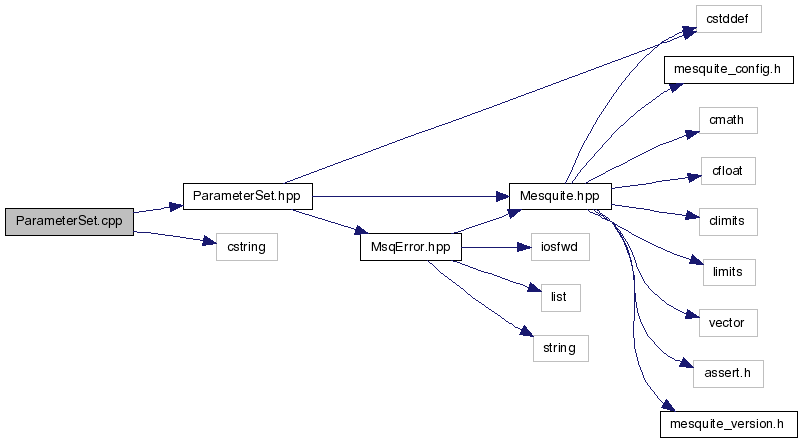 cstddef
mesquite_config.h
cmath
cfloat
ParameterSet.hpp
Mesquite.hpp
ParameterSet.cpp
climits
cstring
MsqError.hpp
iosfwd
limits
list
vector
string
assert.h
mesquite_version.h